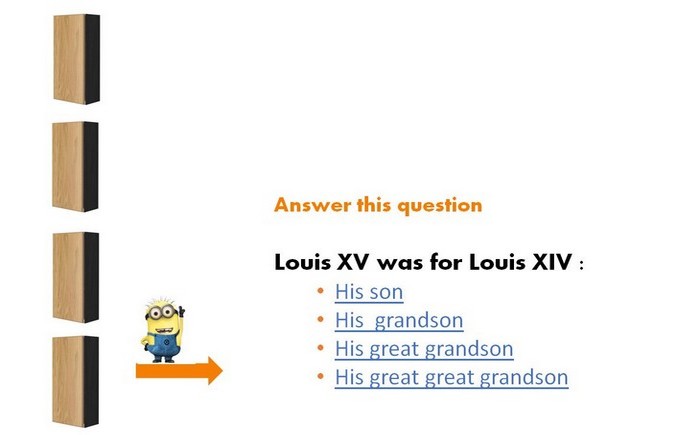 Answer this question
Louis XV was for Louis XIV :
• His son
• His  grandson
• His great grandson
• His great great grandson